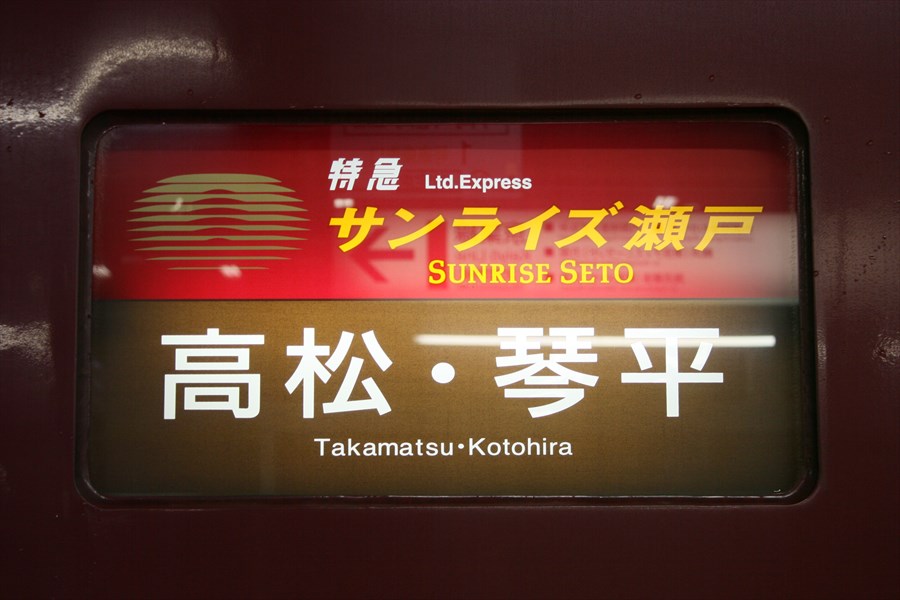 特急 Ltd.Express
サンライズ瀬戸
SUNRISE SETO
高松・琴平
Takamatsu・Kotohira